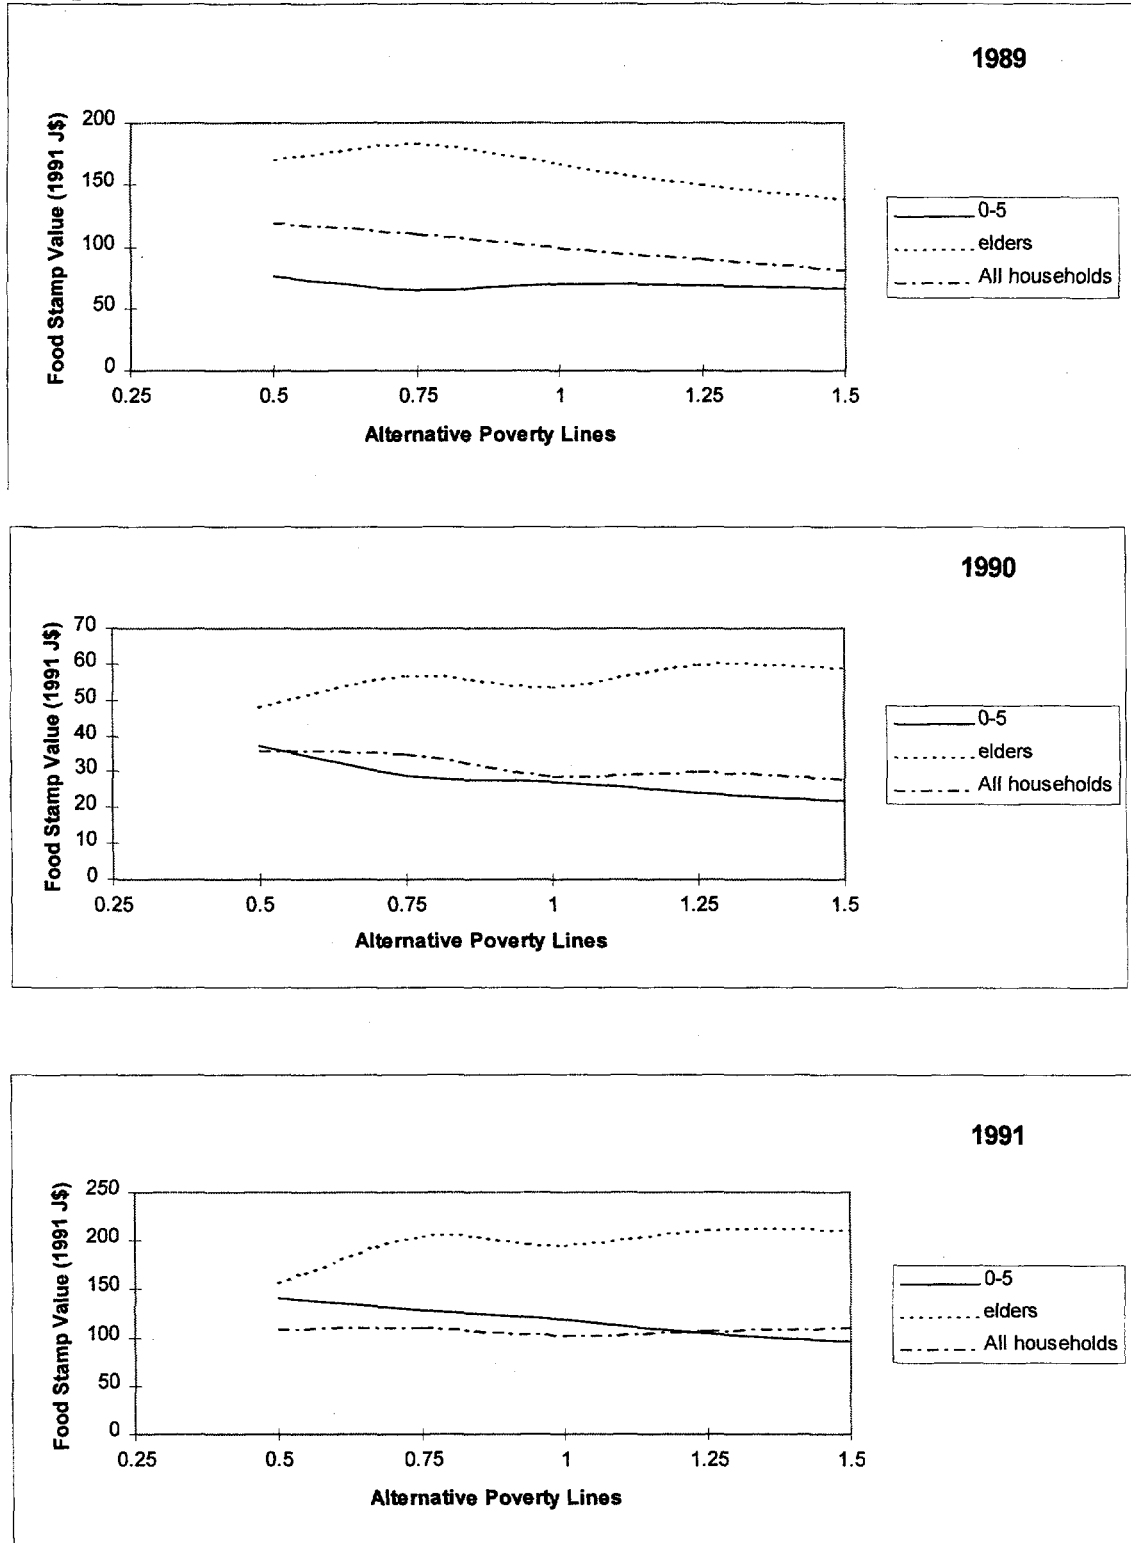 1989
Food Stamp Value (1991 J$)
200
150
100
50
0
0.25 0.5 0.75 1 1.25 1.5
Alternative Poverty Lines
0-5
elders
All households
1990
Food Stamp Value (1991 J$)
70
60
50
40
30
20
10
0
0.25 0.5 0.75 1 1.25 1.5
Alternative Poverty Lines
0-5
elders
All households
1991
Food Stamp Value (1991 J$)
250
200
150
100
50
0
0.25 0.5 0.75 1 1.25 1.5
Alternative Poverty Lines
0-5
elders
All households